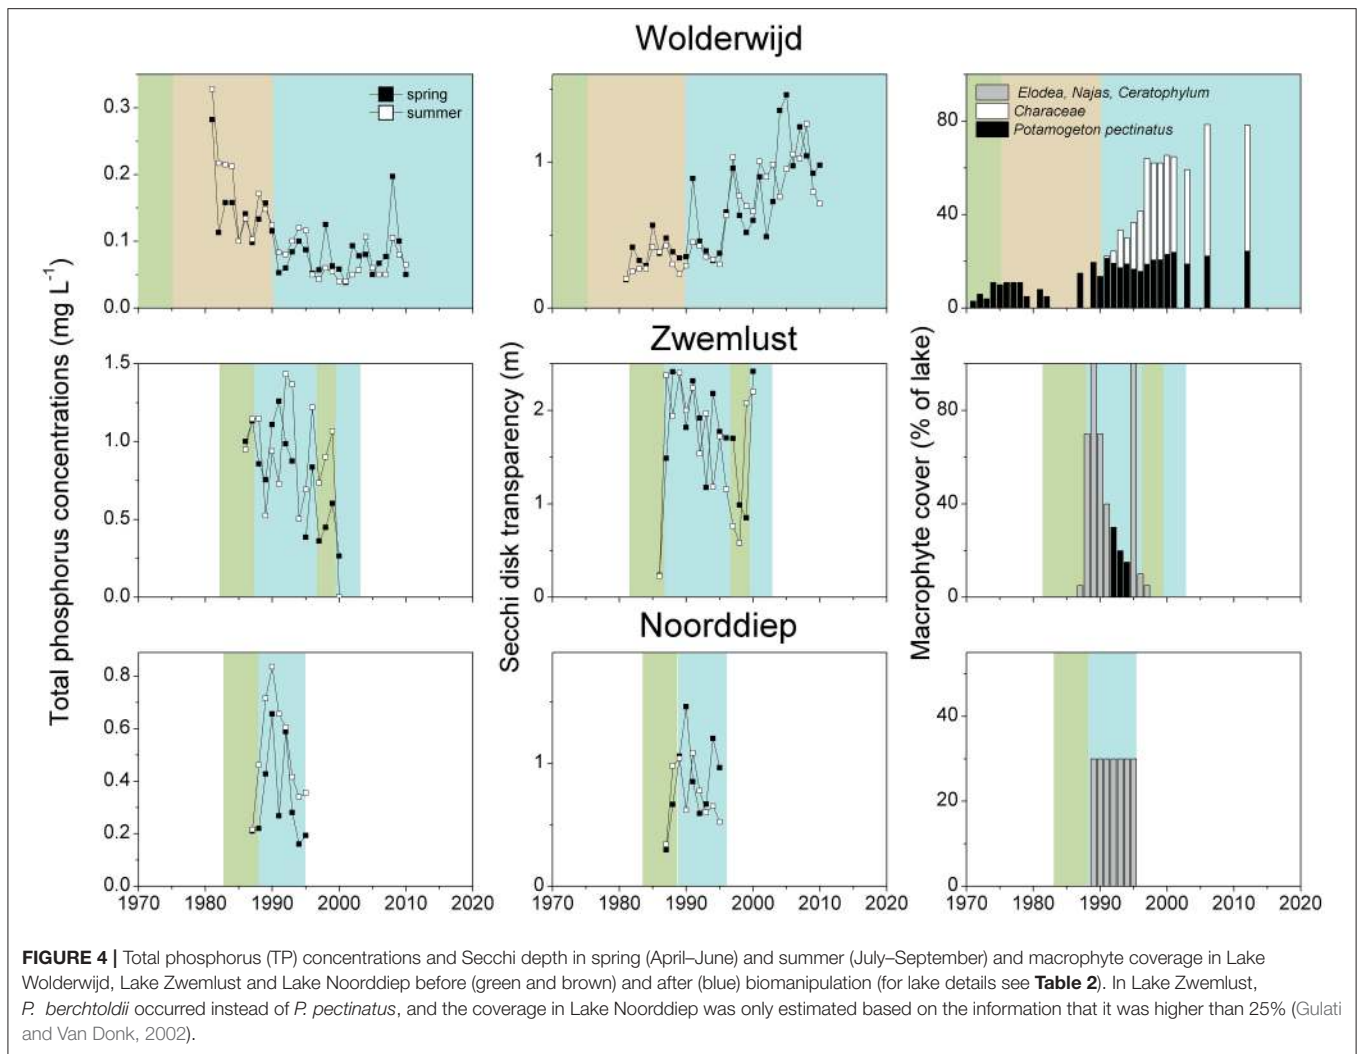 Wolderwijd
0.3
0.2
0.1
0.0
spring
summer
1
0
80
40
0
Elodea, Najas, Ceratophylum
Characeae
Potamogeton pectinatus
Zwemlust
1.5
1.0
0.5
0.0
2
1
0
80
40
0
Noorddiep
0.8
0.6
0.4
0.2
0.0
1
0
40
20
0
Total phosphorus concentrations (mg L-1)
Secchi disk transparency (m)
Macrophyte cover (% of lake)
1970 1980 1990 2000 2010 2020
1970 1980 1990 2000 2010 2020
1970 1980 1990 2000 2010 2020
FIGURE 4 | Total phosphorus (TP) concentrations and Secchi depth in spring (April–June) and summer (July–September) and macrophyte coverage in Lake
Wolderwijd, Lake Zwemlust and Lake Noorddiep before (green and brown) and after (blue) biomanipulation (for lake details see Table 2). In Lake Zwemlust,
P. berchtoldii occurred instead of P. pectinatus, and the coverage in Lake Noorddiep was only estimated based on the information that it was higher than 25% (Gulati
and Van Donk, 2002).